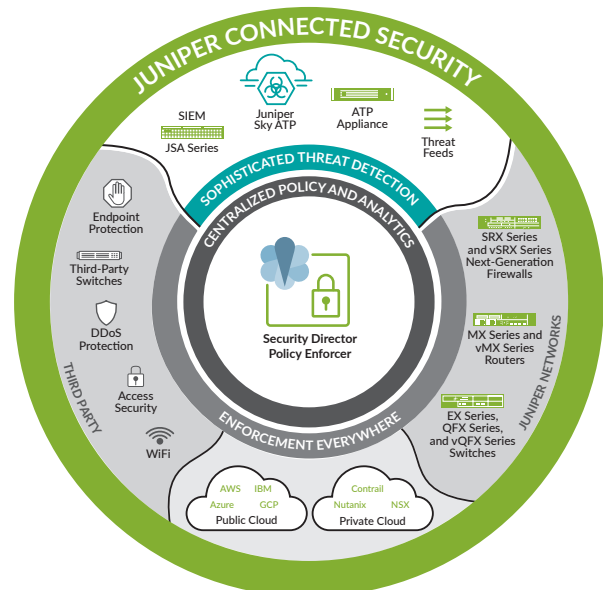 JUNIPER CONNECTED SECURITY
SIEM
JSA Series
Juniper
Sky ATP
ATP
Appliance
Threat
Feeds
SOPHISTICATED THREAT DETECTION
CENTRALIZED POLICY AND ANALYTICS
Security Director
Policy Enforcer
ENFORCEMENT EVERYWHERE
Endpoint
Protection
Third-Party
Switches
DDoS
Protection
Access
Security
WiFi
THIRD PARTY
SRX Series
and vSRX Series
Next-Generation
Firewalls
MX Series and
vMX Series
Routers
EX Series,
QFX Series,
and vQFX Series
Switches
JUNIPER NETWORKS
AWS IBM
Azure GCP
Public Cloud
Contrail
Nutanix NSX
Private Cloud